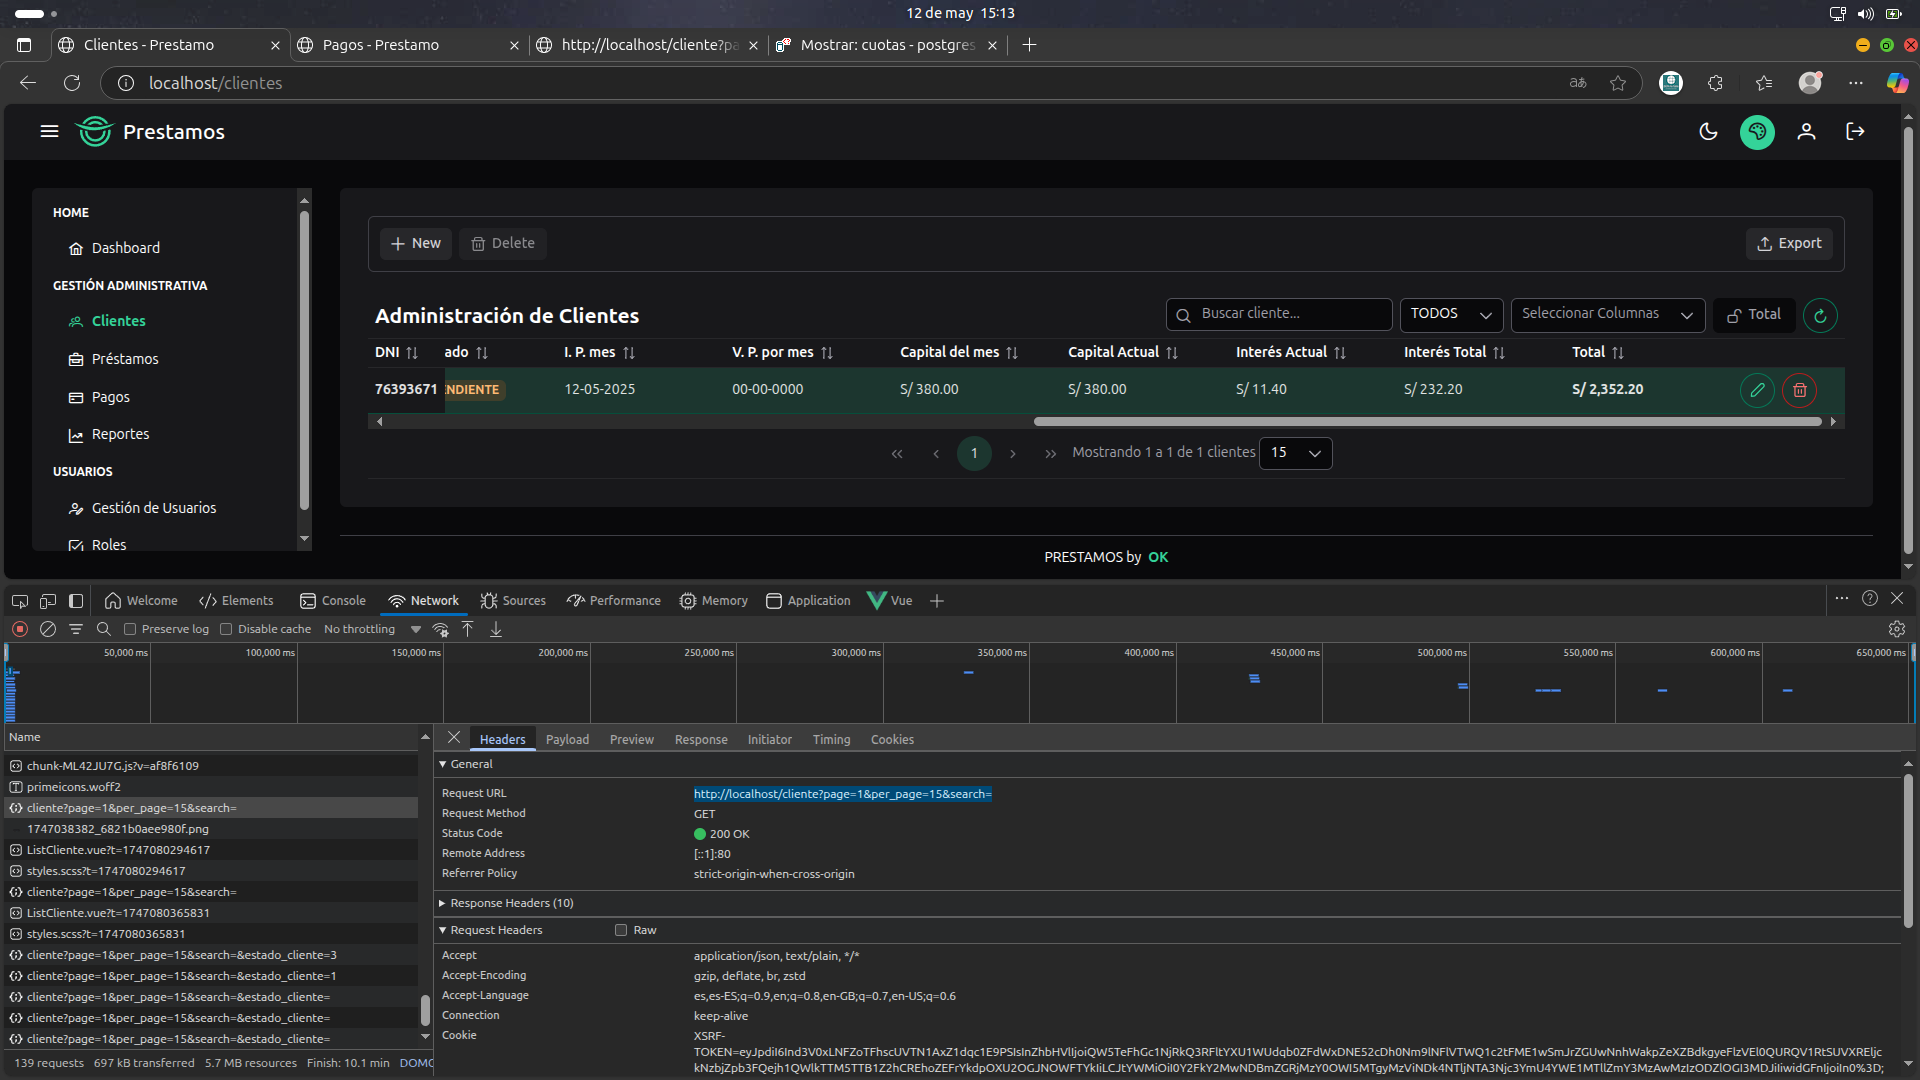 12 de may 15:13
Clientes - Prestamo
Pagos - Prestamo
http://localhost/cliente?pa
Mostrar: cuotas - postgres
localhost/clientes
Prestamos
HOME
Dashboard
GESTIÓN ADMINISTRATIVA
Clientes
Préstamos
Pagos
Reportes
USUARIOS
Gestión de Usuarios
Roles
New
Delete
Export
Administración de Clientes
Buscar cliente...
TODOS
Seleccionar Columnas
Total
DNI
ado
I. P. mes
V. P. por mes
Capital del mes
Capital Actual
Interés Actual
Interés Total
Total
76393671
NDIENTE
12-05-2025
00-00-0000
S/ 380.00
S/ 380.00
S/ 11.40
S/ 232.20
S/ 2,352.20
1
Mostrando 1 a 1 de 1 clientes
15
PRESTAMOS by OK
Welcome
Elements
Console
Network
Sources
Performance
Memory
Application
Vue
Preserve log
Disable cache
No throttling
50,000 ms
100,000 ms
150,000 ms
200,000 ms
250,000 ms
300,000 ms
350,000 ms
400,000 ms
450,000 ms
500,000 ms
550,000 ms
600,000 ms
650,000 ms
Name
chunk-ML42JU7G.js?v=af8f6109
primeicons.woff2
cliente?page=1&per_page=15&search=
1747038382_6821b0aee980f.png
ListCliente.vue?t=1747080294617
styles.scss?t=1747080294617
cliente?page=1&per_page=15&search=
ListCliente.vue?t=1747080365831
styles.scss?t=1747080365831
cliente?page=1&per_page=15&search=&estado_cliente=3
cliente?page=1&per_page=15&search=&estado_cliente=1
cliente?page=1&per_page=15&search=&estado_cliente=
cliente?page=1&per_page=15&search=&estado_cliente=
cliente?page=1&per_page=15&search=&estado_cliente=
139 requests 697 kB transferred 5.7 MB resources Finish: 10.1 min DOMC
Headers
Payload
Preview
Response
Initiator
Timing
Cookies
General
Request URL
http://localhost/cliente?page=1&per_page=15&search=
Request Method
GET
Status Code
200 OK
Remote Address
[::1]:80
Referrer Policy
strict-origin-when-cross-origin
Response Headers (10)
Request Headers
Raw
Accept
application/json, text/plain, */*
Accept-Encoding
gzip, deflate, br, zstd
Accept-Language
es,es-ES;q=0.9,en;q=0.8,en-GB;q=0.7,en-US;q=0.6
Connection
keep-alive
Cookie
XSRF-